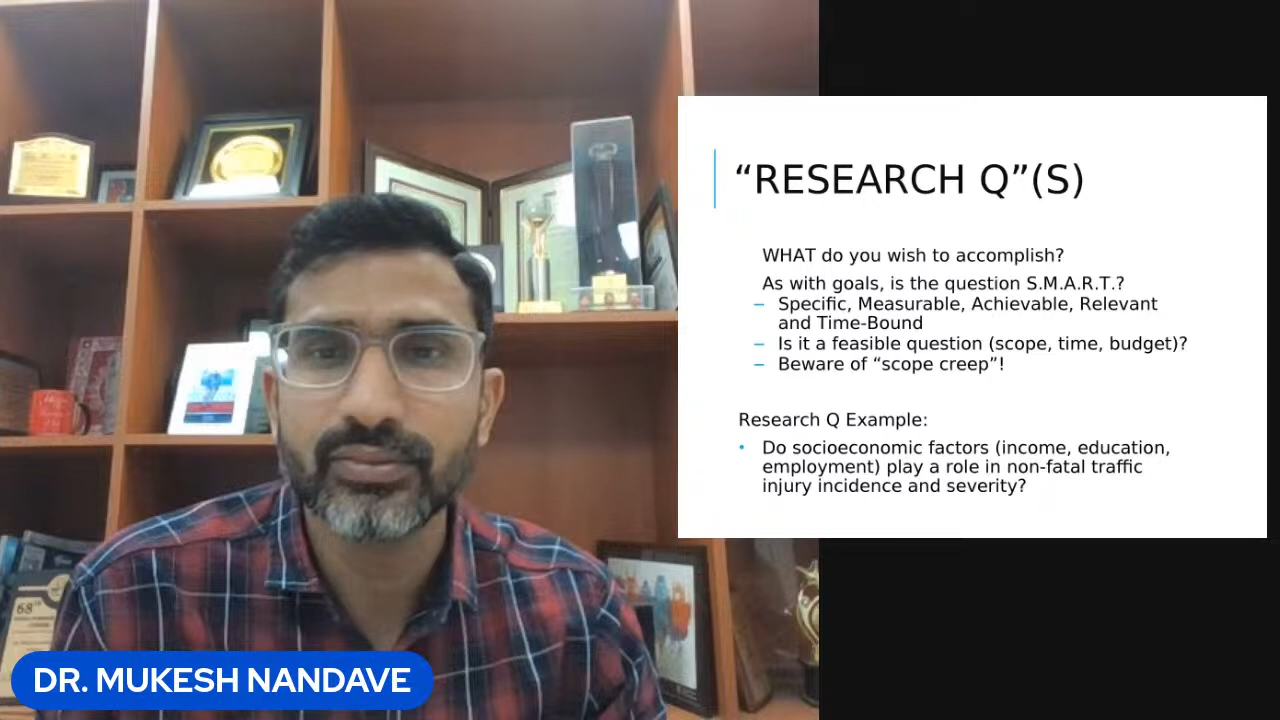 “RESEARCH Q”(S)
WHAT do you wish to accomplish?
As with goals, is the question S.M.A.R.T.?
– Specific, Measurable, Achievable, Relevant
and Time-Bound
– Is it a feasible question (scope, time, budget)?
– Beware of “scope creep”!
Research Q Example:
• Do socioeconomic factors (income, education,
employment) play a role in non-fatal traffic
injury incidence and severity?
68TH
DR. MUKESH NANDAVE